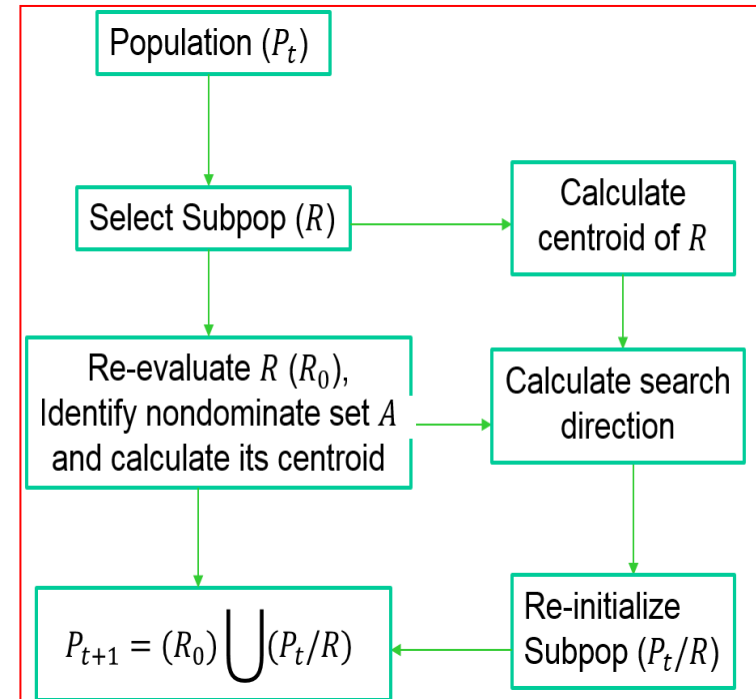 Population (𝑃ₜ)
Select Subpop (𝑅)
Calculate
centroid of 𝑅
Re-evaluate 𝑅 (𝑅₀),
Identify nondominate set 𝐴
and calculate its centroid
Calculate search
direction
Re-initialize
Subpop (𝑃ₜ/𝑅)
𝑃ₜ₊₁ = (𝑅₀) ⋃ (𝑃ₜ/𝑅)